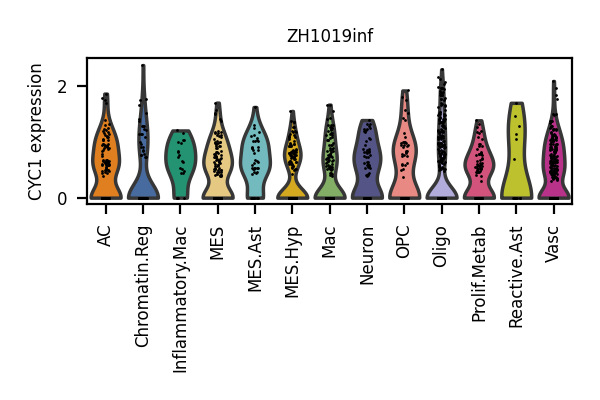 ZH1019inf
CYC1 expression
2
0
AC
Chromatin.Reg
Inflammatory.Mac
MES
MES.Ast
MES.Hyp
Mac
Neuron
OPC
Oligo
Prolif.Metab
Reactive.Ast
Vasc